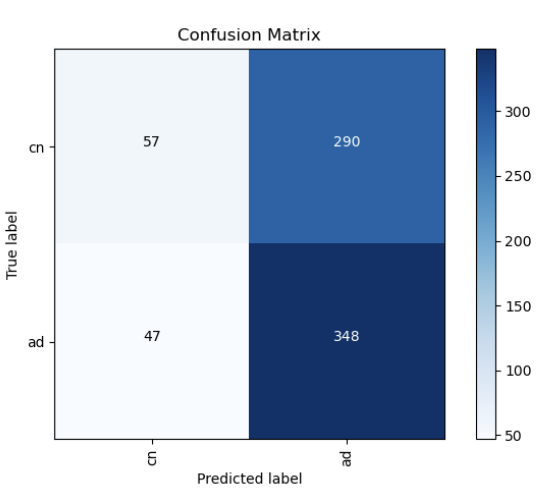 Confusion Matrix
cn
57
290
ad
47
348
cn
ad
True label
Predicted label
300
250
200
150
100
50